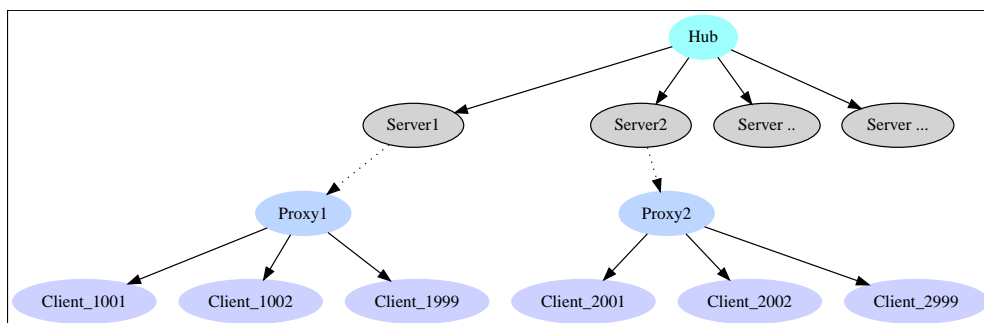 Hub
Server1
Server2
Server ..
Server ...
Proxy1
Proxy2
Client_1001
Client_1002
Client_1999
Client_2001
Client_2002
Client_2999